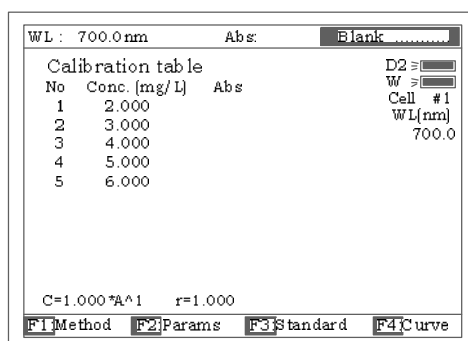 WL: 700.0nm Abs: Blank ..........
Calibration table D2
No Conc. (mg/L) Abs W
1 2.000 Cell #1
2 3.000 WL(nm)
3 4.000 700.0
4 5.000
5 6.000
C=1.000*A^1 r=1.000
F1:Method F2:Params F3:Standard F4:Curve